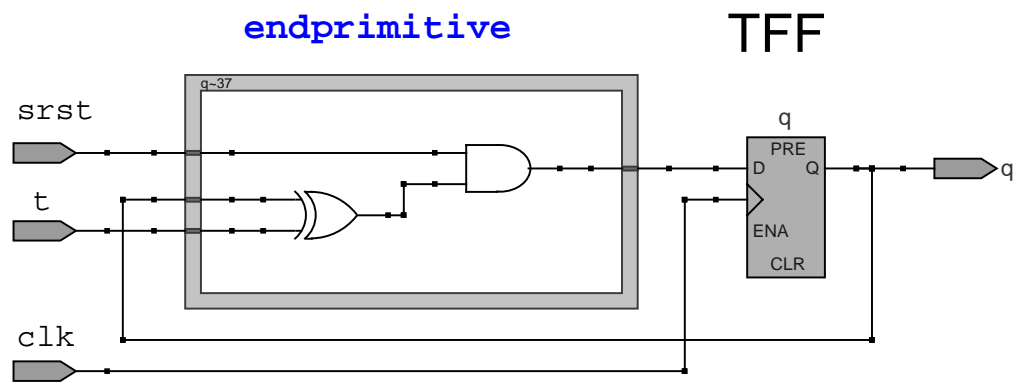 endprimitive TFF
q~37
srst
q
PRE
D Q
q
t
ENA
CLR
clk